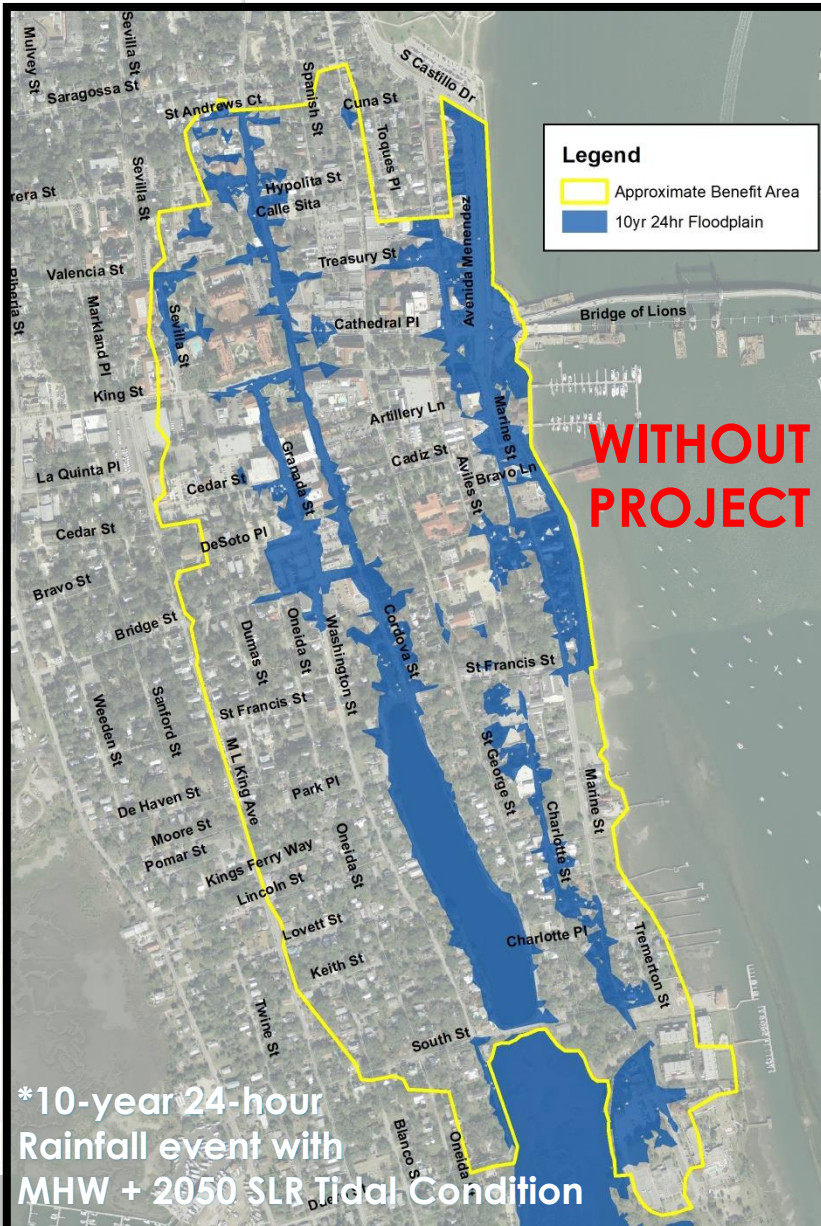 Mulvey St
Sevilla St
Saragossa St
St Andrews Ct
Spanish St
Cuna St
S Castillo Dr
Toques Pl
Legend
Approximate Benefit Area
10yr 24hr Floodplain
rera St
Sevilla St
Hypolita St
Calle Sita
Avenida Menendez
Valencia St
Treasury St
Riberia St
Markland Pl
Sevilla St
Cathedral Pl
Bridge of Lions
King St
Artillery Ln
Marine St
WITHOUT
PROJECT
La Quinta Pl
Cedar St
Granada St
Cadiz St
Aviles St
Bravo Ln
Cedar St
DeSoto Pl
Bravo St
Bridge St
Dumas St
Oneida St
Washington St
Cordova St
St Francis St
Weeden St
Sanford St
St Francis St
M L King Ave
St George St
Marine St
De Haven St
Park Pl
Moore St
Pomar St
Kings Ferry Way
Oneida St
Charlotte St
Lincoln St
Lovett St
Charlotte Pl
Tremerton St
Keith St
Twine St
South St
*10-year 24-hour
Rainfall event with
MHW + 2050 SLR Tidal Condition
Blanco S
Oneida